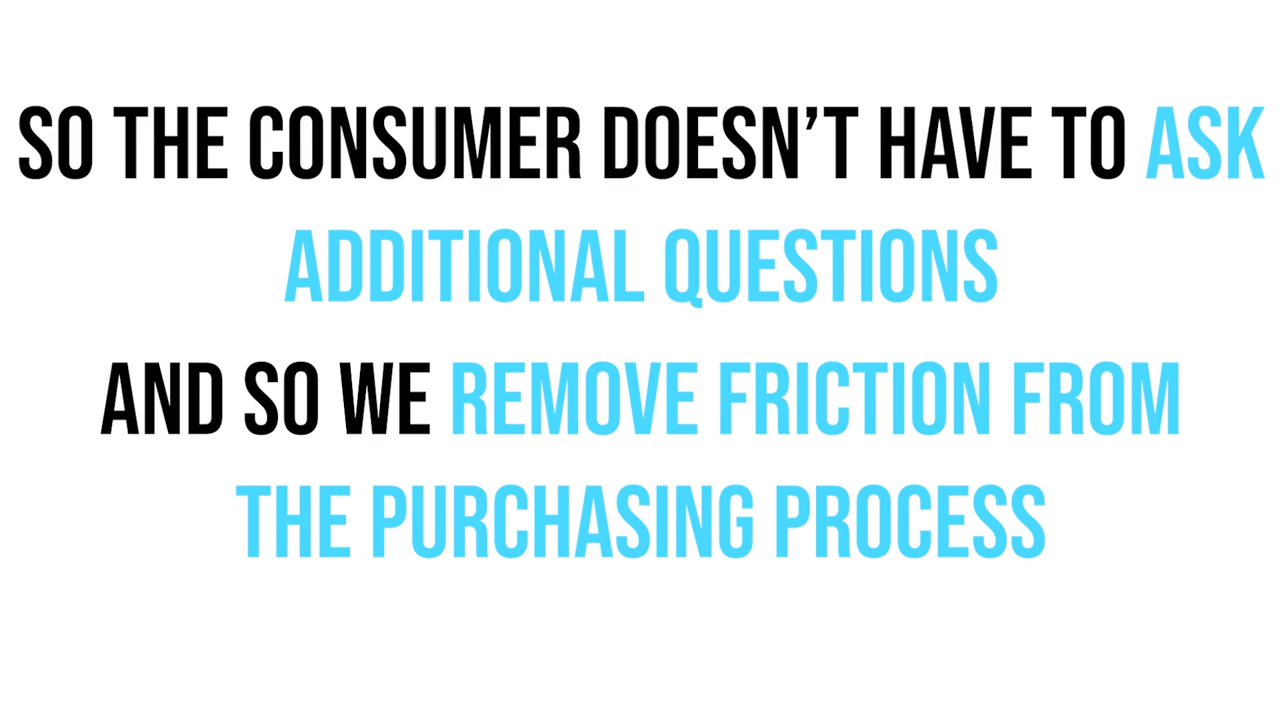 SO THE CONSUMER DOESN’T HAVE TO ASK
ADDITIONAL QUESTIONS
AND SO WE REMOVE FRICTION FROM
THE PURCHASING PROCESS